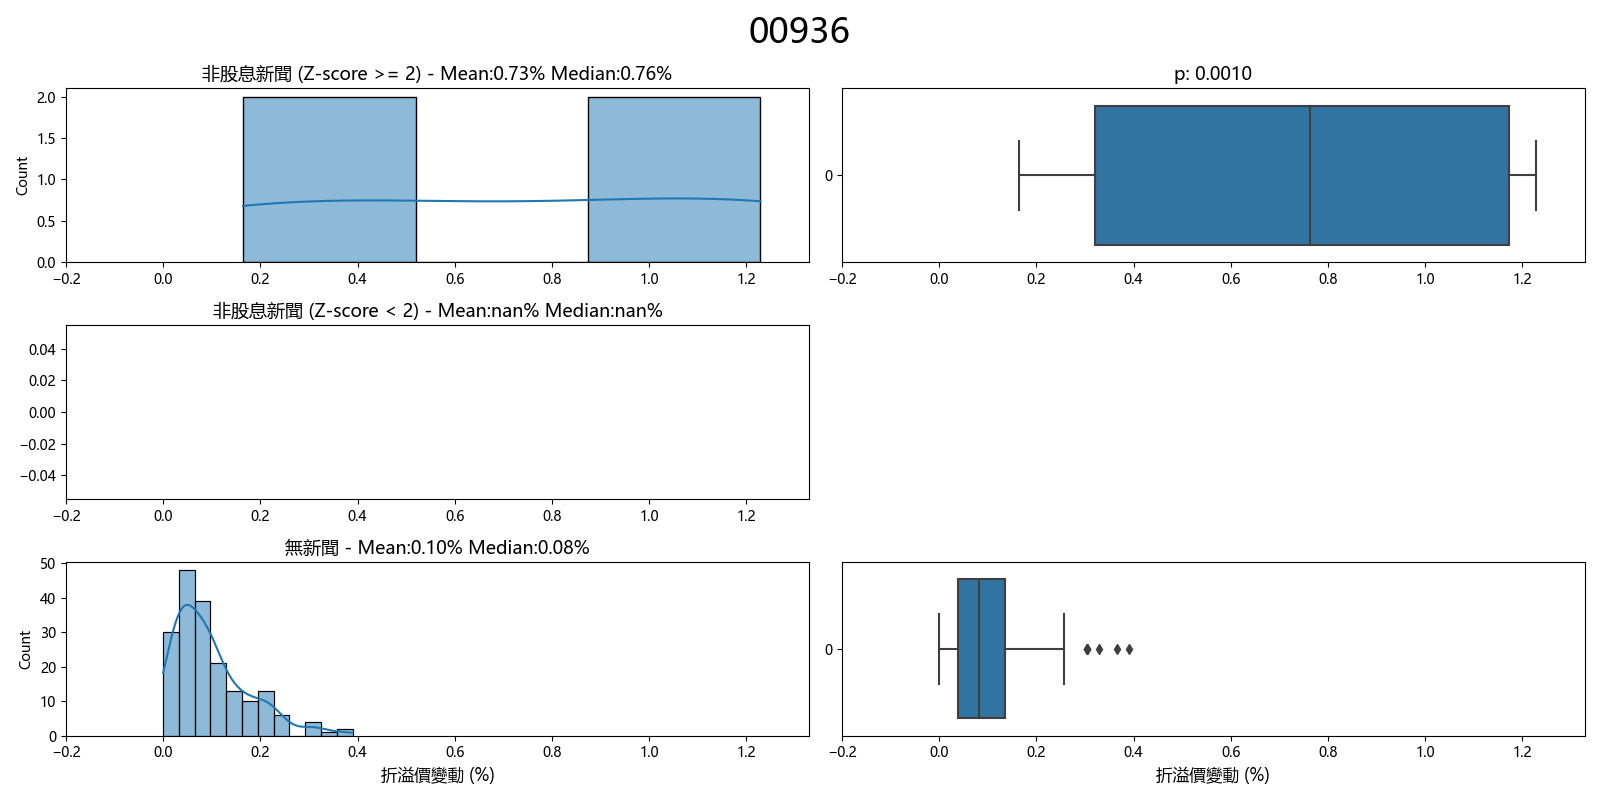 00936
非股息新聞 (Z-score >= 2) - Mean:0.73% Median:0.76%
Count
2.0
1.5
1.0
0.5
0.0
−0.2 0.0 0.2 0.4 0.6 0.8 1.0 1.2
p: 0.0010
0
−0.2 0.0 0.2 0.4 0.6 0.8 1.0 1.2
非股息新聞 (Z-score < 2) - Mean:nan% Median:nan%
0.04
0.02
0.00
−0.02
−0.04
−0.2 0.0 0.2 0.4 0.6 0.8 1.0 1.2
無新聞 - Mean:0.10% Median:0.08%
Count
50
40
30
20
10
0
−0.2 0.0 0.2 0.4 0.6 0.8 1.0 1.2
折溢價變動 (%)
0
−0.2 0.0 0.2 0.4 0.6 0.8 1.0 1.2
折溢價變動 (%)